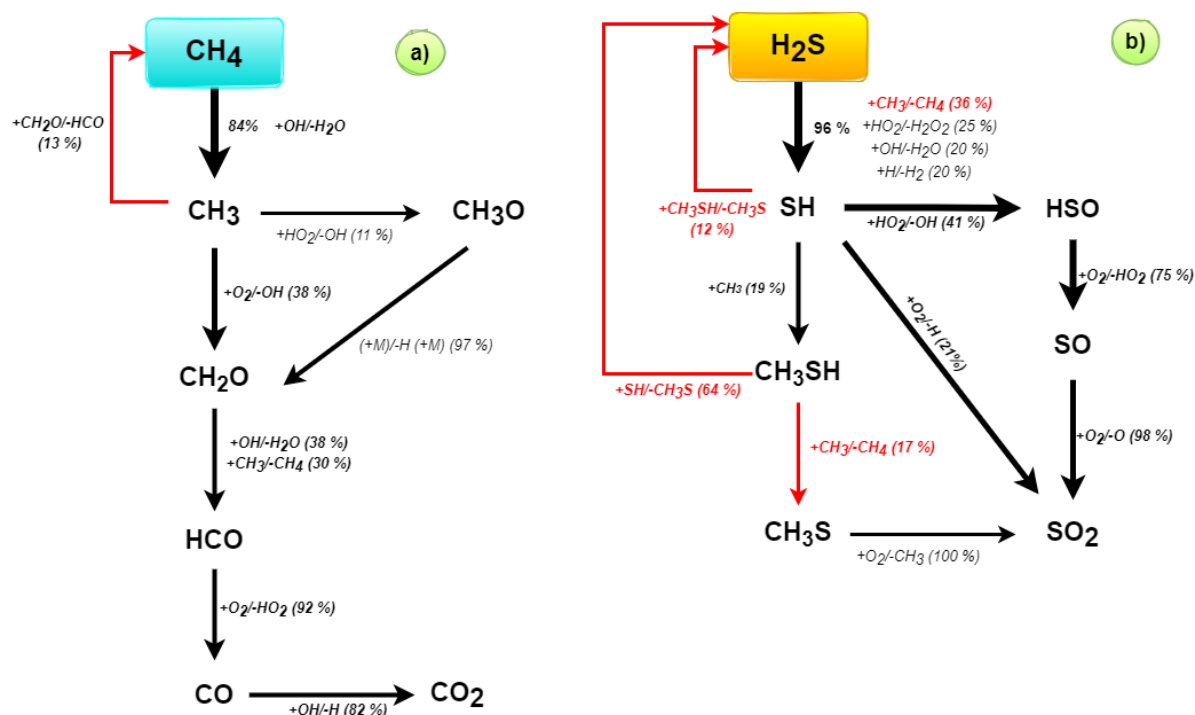 CH4
a)
+CH2O/-HCO
(13 %)
84%
+OH/-H2O
CH3
+HO2/-OH (11 %)
CH3O
+O2/-OH (38 %)
(+M)/-H (+M) (97 %)
CH2O
+OH/-H2O (38 %)
+CH3/-CH4 (30 %)
HCO
+O2/-HO2 (92 %)
CO
+OH/-H (82 %)
CO2
H2S
b)
96 %
+CH3/-CH4 (36 %)
+HO2/-H2O2 (25 %)
+OH/-H2O (20 %)
+H/-H2 (20 %)
+CH3SH/-CH3S
(12 %)
SH
+HO2/-OH (41 %)
HSO
+CH3 (19 %)
+O2/-H (21%)
+O2/-HO2 (75 %)
SO
CH3SH
+SH/-CH3S (64 %)
+CH3/-CH4 (17 %)
+O2/-O (98 %)
CH3S
+O2/-CH3 (100 %)
SO2